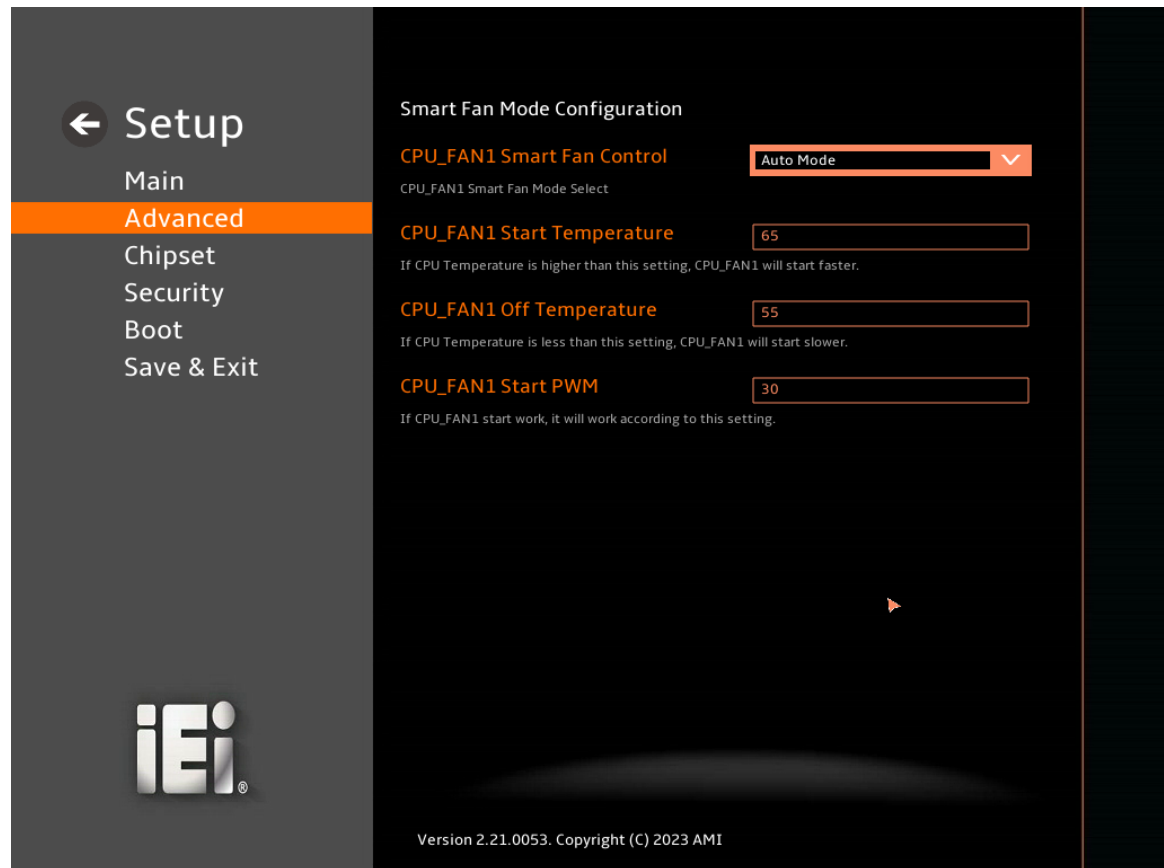 Setup
Main
Advanced
Chipset
Security
Boot
Save & Exit
Smart Fan Mode Configuration
CPU_FAN1 Smart Fan Control
Auto Mode
CPU_FAN1 Smart Fan Mode Select
CPU_FAN1 Start Temperature
65
If CPU Temperature is higher than this setting, CPU_FAN1 will start faster.
CPU_FAN1 Off Temperature
55
If CPU Temperature is less than this setting, CPU_FAN1 will start slower.
CPU_FAN1 Start PWM
30
If CPU_FAN1 start work, it will work according to this setting.
iEi®
Version 2.21.0053. Copyright (C) 2023 AMI